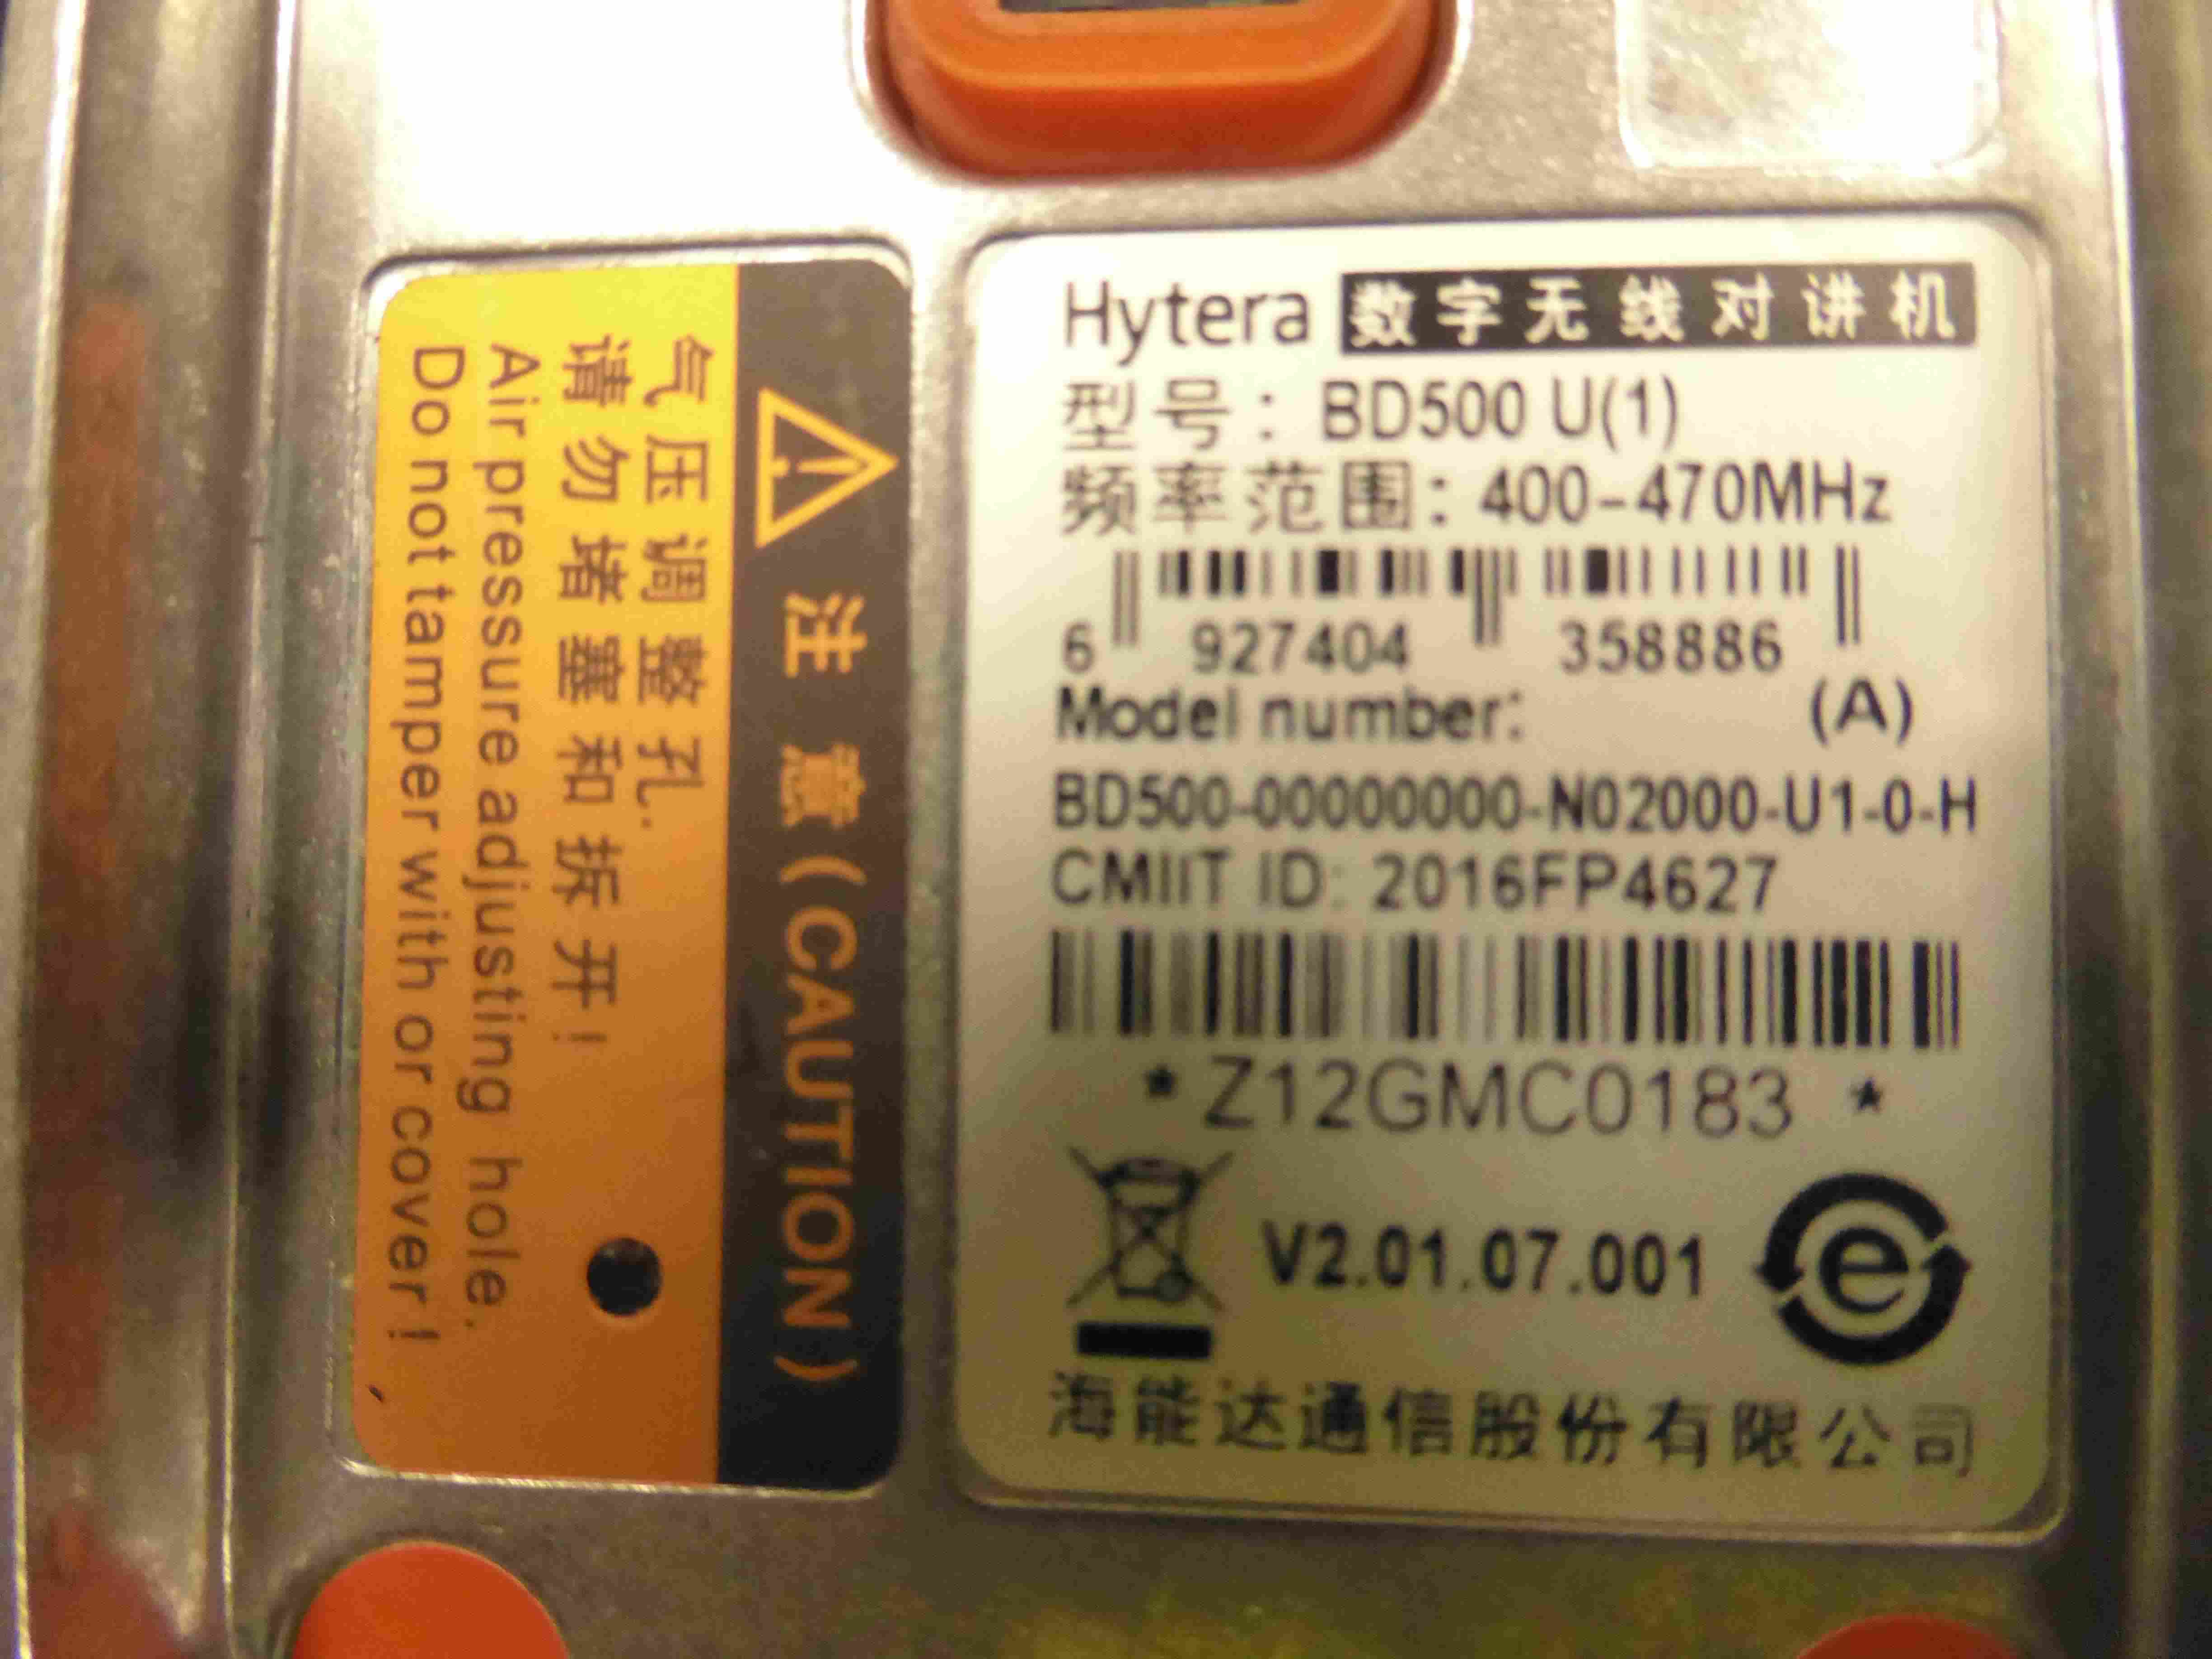 Hytera 数字无线对讲机
型号：BD500 U(1)
频率范围：400-470MHz
6 927404 358886
Model number: (A)
BD500-00000000-N02000-U1-0-H
CMIIT ID: 2016FP4627
*Z12GMC0183*
V2.01.07.001
e
海能达通信股份有限公司
注意(CAUTION)
气压调整孔.
请勿堵塞和拆开!
Air pressure adjusting hole.
Do not tamper with or cover!